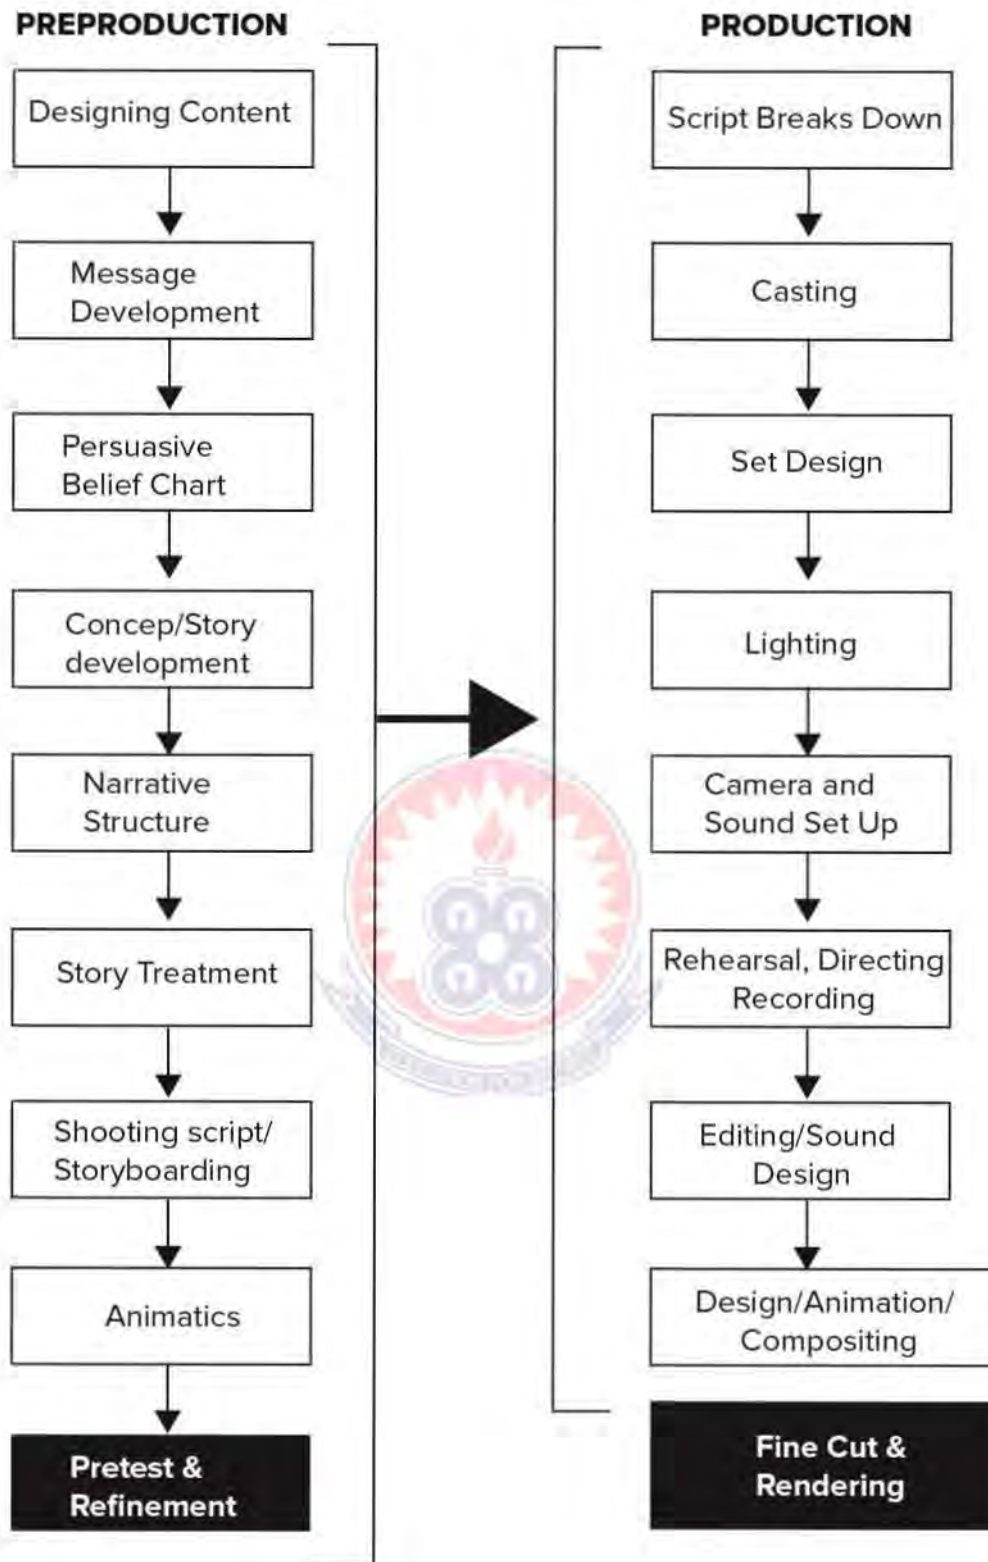 PREPRODUCTION
Designing Content
Message
Development
Persuasive
Belief Chart
Concep/Story
development
Narrative
Structure
Story Treatment
Shooting script/
Storyboarding
Animatics
Pretest &
Refinement
PRODUCTION
Script Breaks Down
Casting
Set Design
Lighting
Camera and
Sound Set Up
Rehearsal, Directing
Recording
Editing/Sound
Design
Design/Animation/
Compositing
Fine Cut &
Rendering